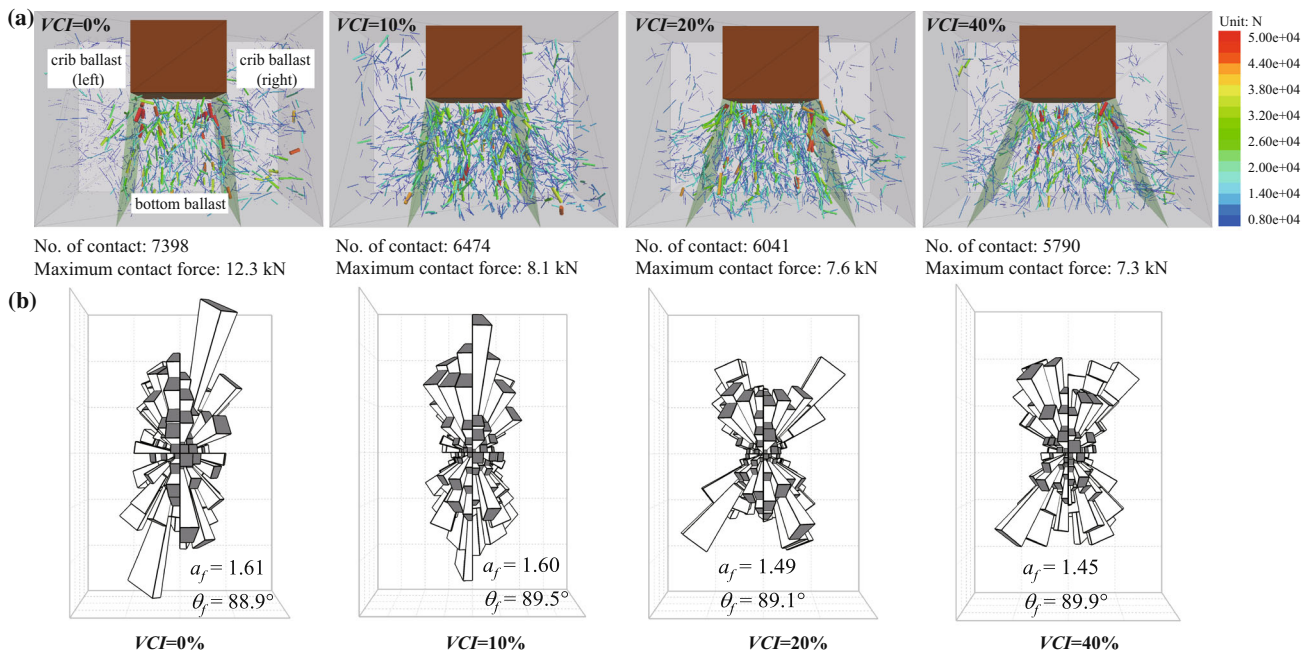 (a)
VCI=0%
VCI=10%
VCI=20%
VCI=40%
Unit: N
crib ballast
(left)
crib ballast
(right)
bottom ballast
5.00e+04
4.40e+04
3.20e+04
2.60e+04
2.00e+04
1.40e+04
0.80e+04
No. of contact: 7398
Maximum contact force: 12.3 kN
No. of contact: 6474
Maximum contact force: 8.1 kN
No. of contact: 6041
Maximum contact force: 7.6 kN
No. of contact: 5790
Maximum contact force: 7.3 kN
(b)
a_f = 1.61
θ_f = 88.9°
a_f = 1.60
θ_f = 89.5°
a_f = 1.49
θ_f = 89.1°
a_f = 1.45
θ_f = 89.9°
VCI=0%
VCI=10%
VCI=20%
VCI=40%